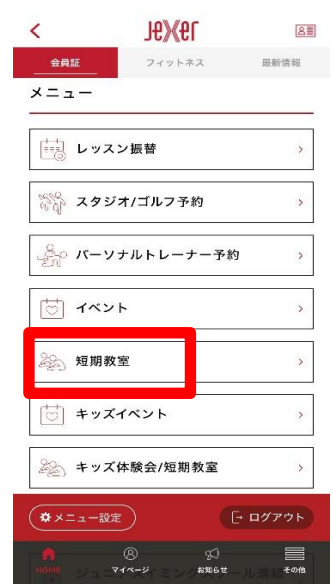 Jexer
会員証
フィットネス
最新情報
メニュー
レッスン振替
スタジオ/ゴルフ予約
パーソナルトレーナー予約
イベント
短期教室
キッズイベント
キッズ体験会/短期教室
メニュー設定
ログアウト
HOME
マイページ
お知らせ
その他